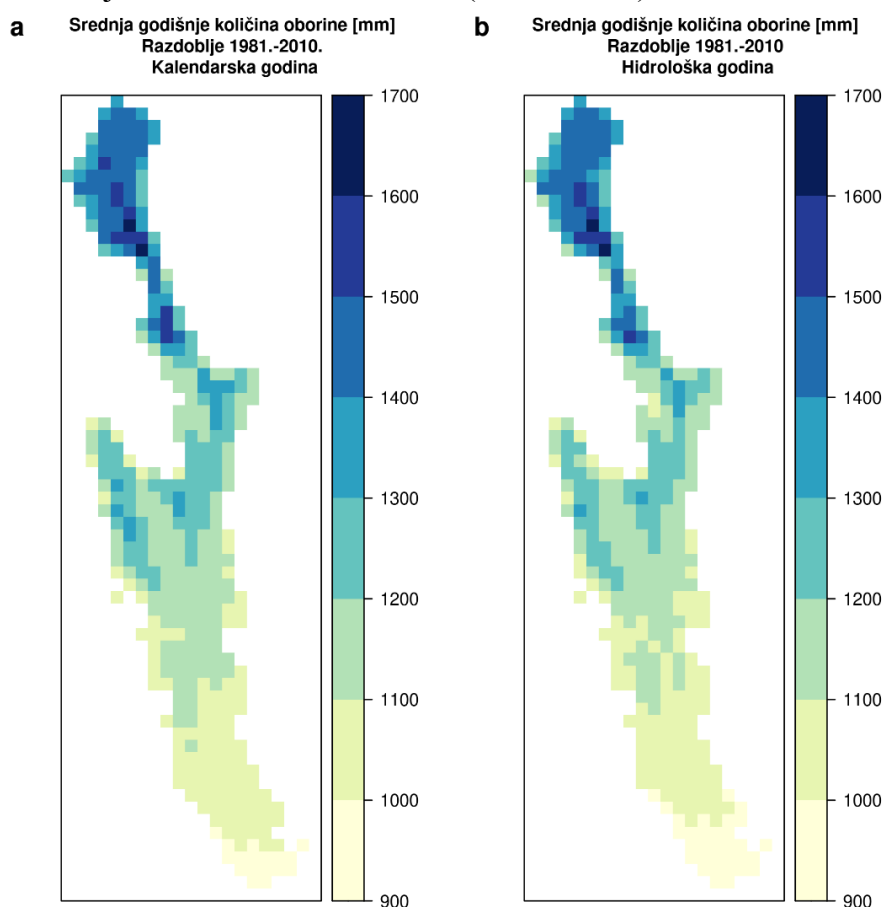 a
Srednja godišnje količina oborine [mm]
Razdoblje 1981.-2010.
Kalendarska godina
1700
1600
1500
1400
1300
1200
1100
1000
900
b
Srednja godišnje količina oborine [mm]
Razdoblje 1981.-2010
Hidrološka godina
1700
1600
1500
1400
1300
1200
1100
1000
900